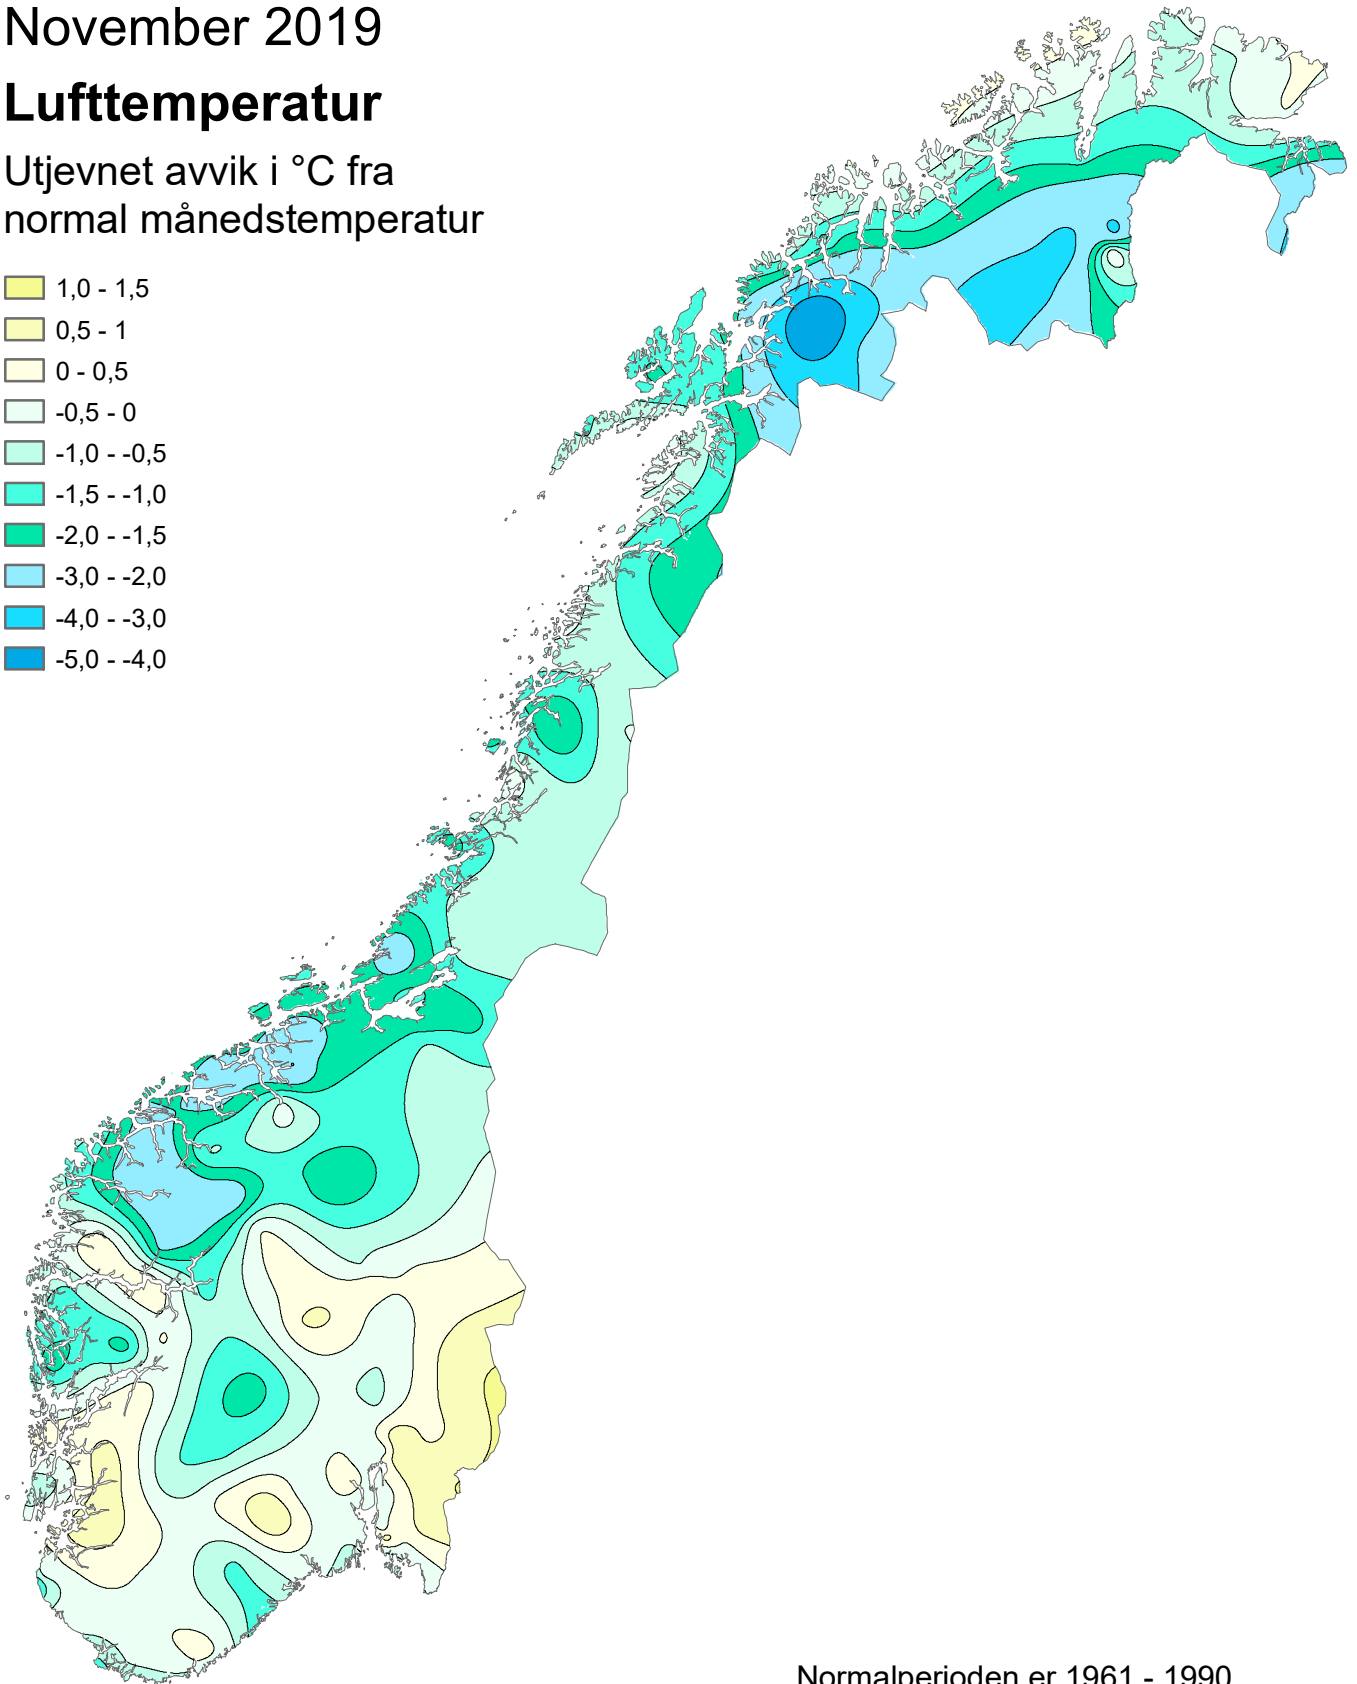 November 2019
Lufttemperatur
Utjevnet avvik i °C fra
normal månedstemperatur
1,0 - 1,5
0,5 - 1
0 - 0,5
-0,5 - 0
-1,0 - -0,5
-1,5 - -1,0
-2,0 - -1,5
-3,0 - -2,0
-4,0 - -3,0
-5,0 - -4,0
Normalperioden er 1961 - 1990